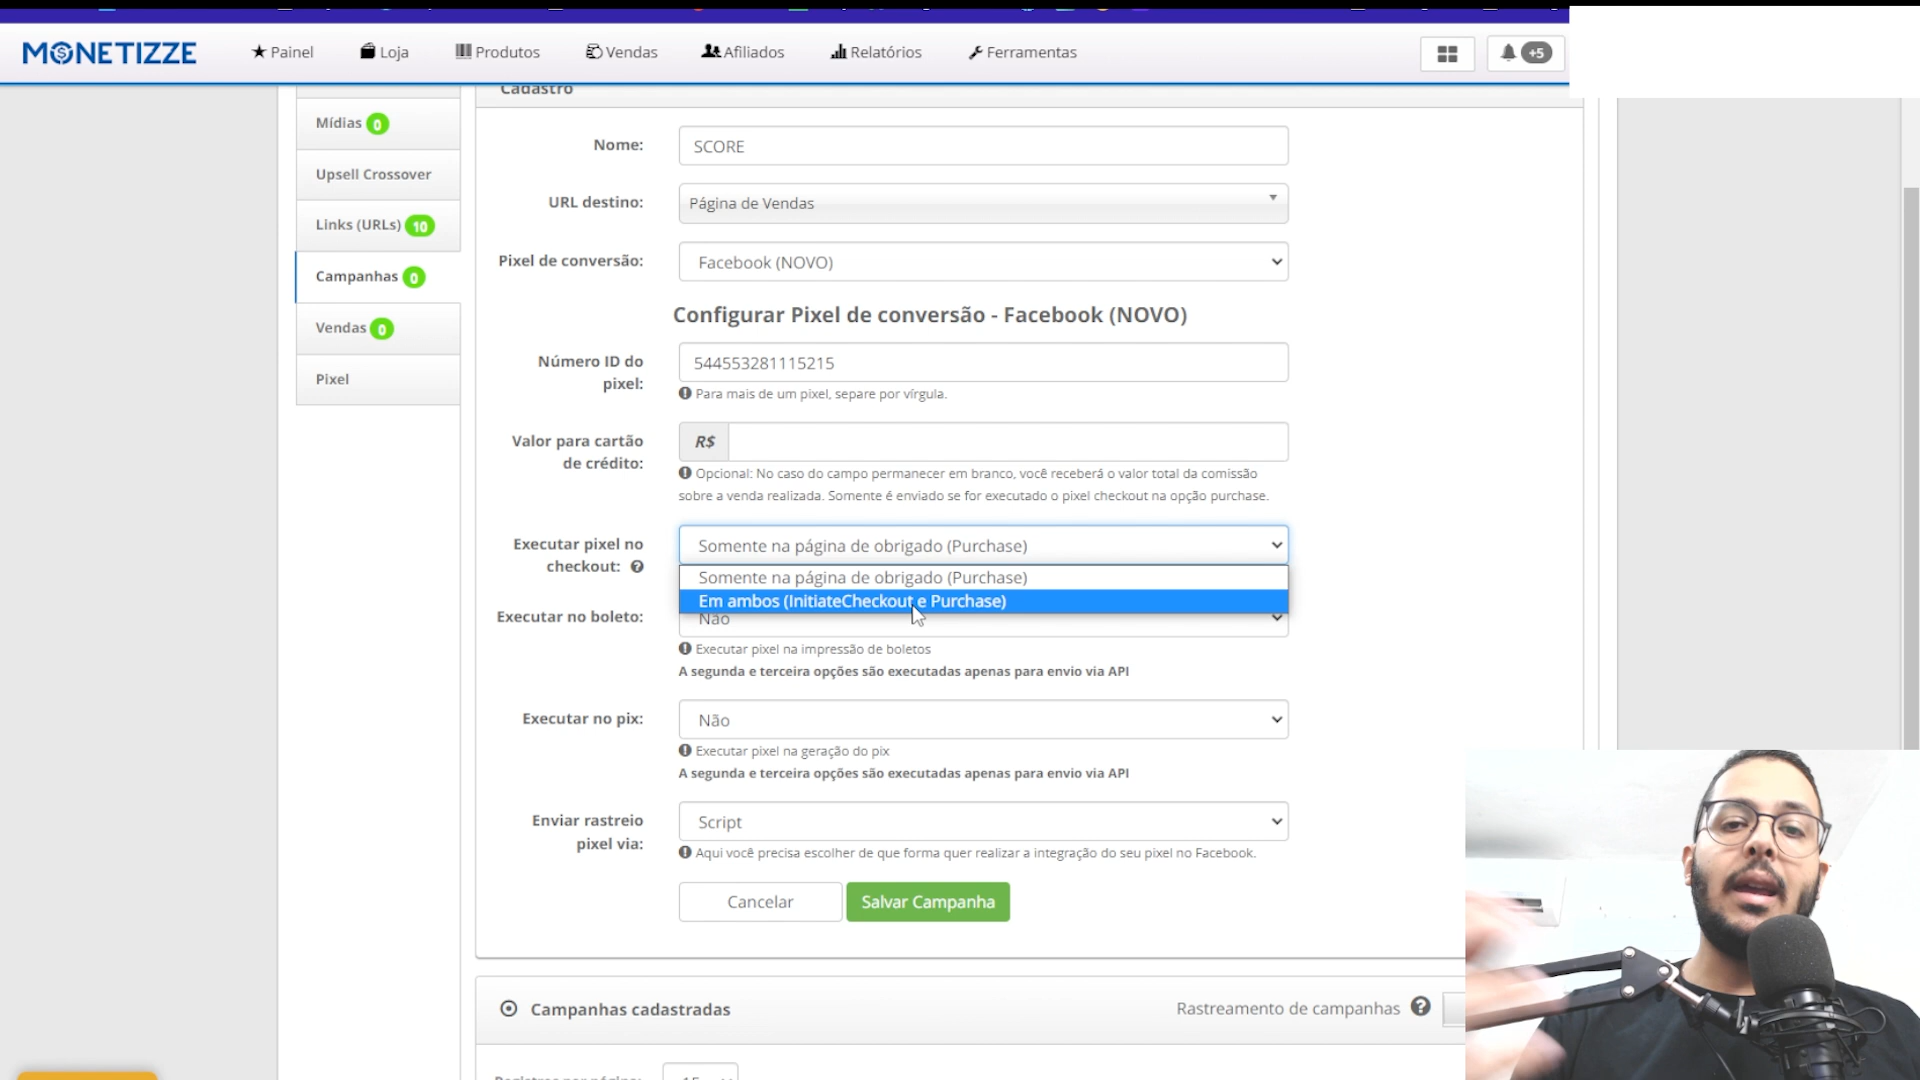 MONETIZZE
Painel
Loja
Produtos
Vendas
Afiliados
Relatórios
Ferramentas
+5
Cadastro
Mídias 0
Upsell Crossover
Links (URLs) 10
Campanhas 0
Vendas 0
Pixel
Nome:
SCORE
URL destino:
Página de Vendas
Pixel de conversão:
Facebook (NOVO)
Configurar Pixel de conversão - Facebook (NOVO)
Número ID do
pixel:
544553281115215
Para mais de um pixel, separe por vírgula.
Valor para cartão
de crédito:
R$
Opcional: No caso do campo permanecer em branco, você receberá o valor total da comissão
sobre a venda realizada. Somente é enviado se for executado o pixel checkout na opção purchase.
Executar pixel no
checkout:
Somente na página de obrigado (Purchase)
Somente na página de obrigado (Purchase)
Em ambos (InitiateCheckout e Purchase)
Executar no boleto:
Não
Executar pixel na impressão de boletos
A segunda e terceira opções são executadas apenas para envio via API
Executar no pix:
Não
Executar pixel na geração do pix
A segunda e terceira opções são executadas apenas para envio via API
Enviar rastreio
pixel via:
Script
Aqui você precisa escolher de que forma quer realizar a integração do seu pixel no Facebook.
Cancelar
Salvar Campanha
Campanhas cadastradas
Rastreamento de campanhas